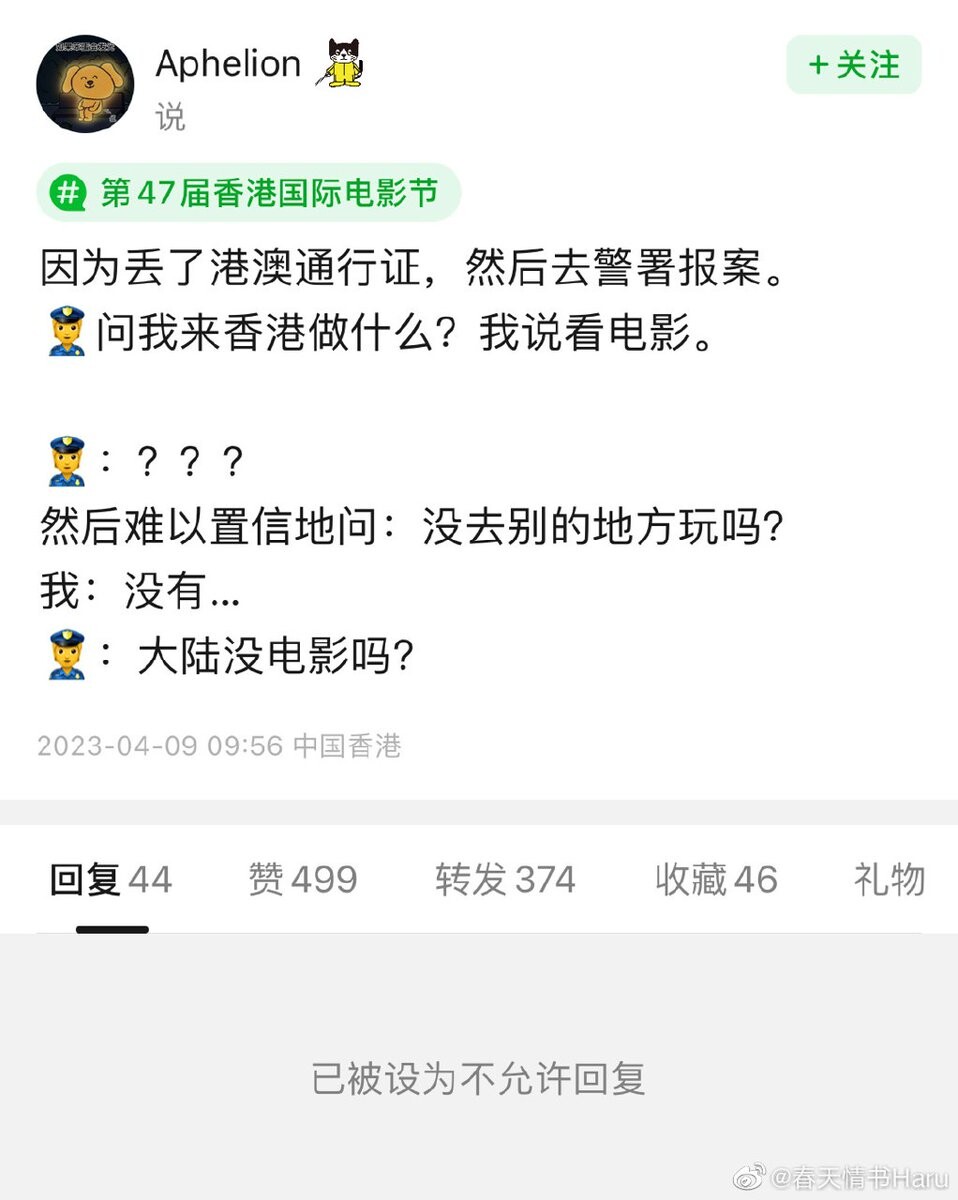 Aphelion
+关注
说
# 第47届香港国际电影节
因为丢了港澳通行证，然后去警署报案。
👮问我来香港做什么？我说看电影。
👮：？？？
然后难以置信地问：没去别的地方玩吗？
我：没有...
👮：大陆没电影吗？
2023-04-09 09:56 中国香港
回复 44 赞 499 转发 374 收藏 46 礼物
已被设为不允许回复
@春天情书Haru